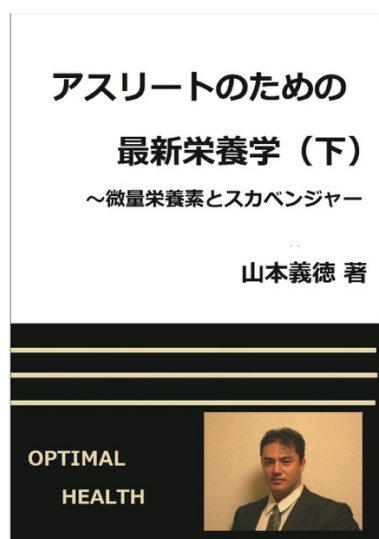 アスリートのための
最新栄養学（下）
～微量栄養素とスカベンジャー
山本義徳 著
OPTIMAL
HEALTH